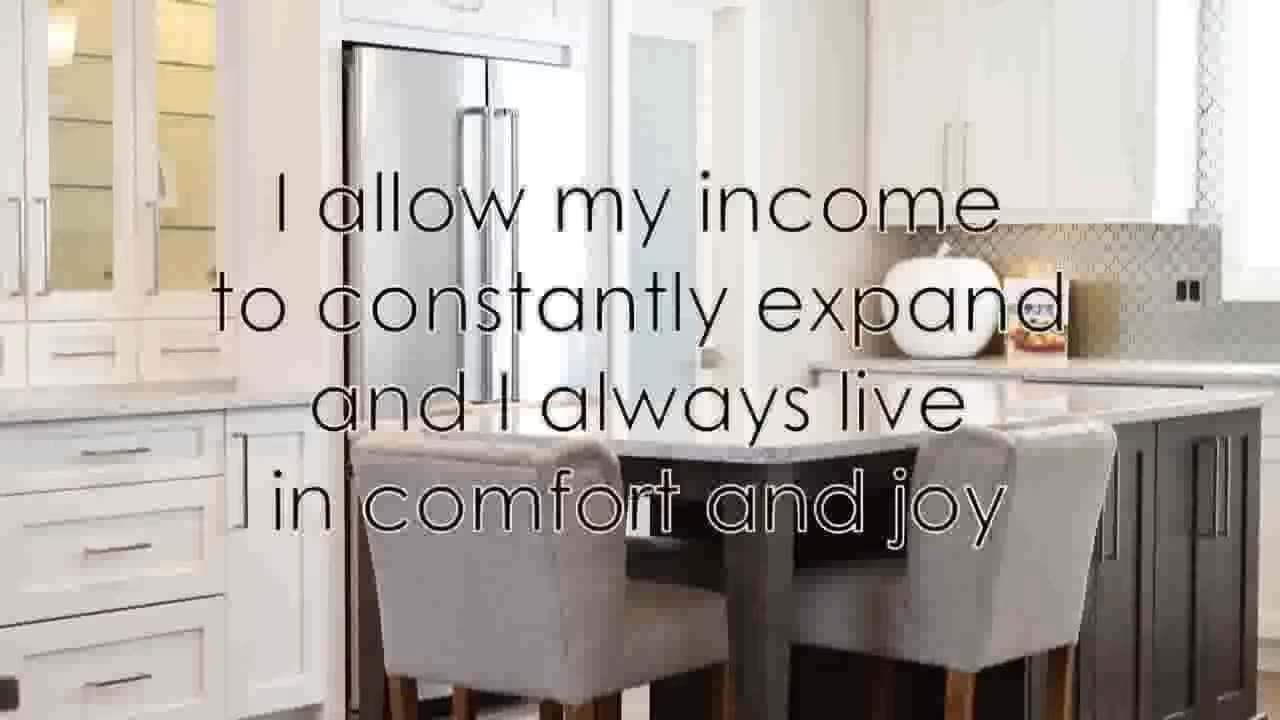 I allow my income
to constantly expand
and I always live
in comfort and joy